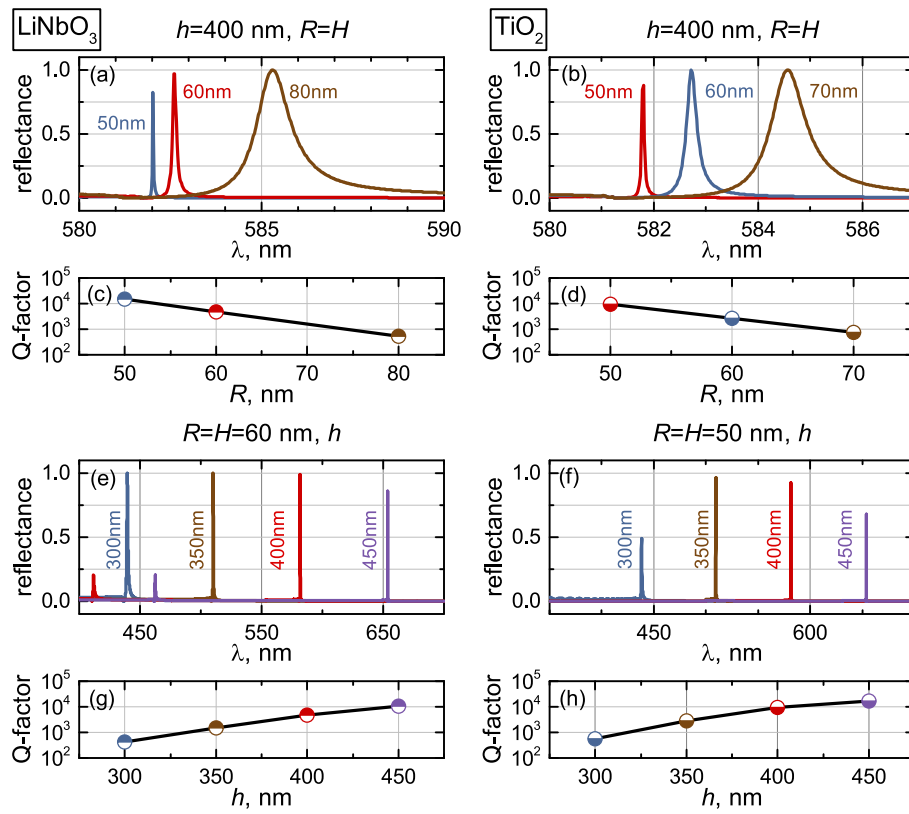 LiNbO3
h=400 nm, R=H
TiO2
h=400 nm, R=H
(a)
60nm
80nm
50nm
1.0
0.5
0.0
reflectance
580
585
590
λ, nm
(b)
50nm
60nm
70nm
1.0
0.5
0.0
reflectance
580
582
584
586
λ, nm
(c)
10^5
10^4
10^3
10^2
Q-factor
50
60
70
80
R, nm
(d)
10^5
10^4
10^3
10^2
Q-factor
50
60
70
R, nm
R=H=60 nm, h
R=H=50 nm, h
(e)
1.0
0.5
0.0
reflectance
300nm
350nm
400nm
450nm
450
550
650
λ, nm
(f)
1.0
0.5
0.0
reflectance
300nm
350nm
400nm
450nm
450
600
λ, nm
(g)
10^5
10^4
10^3
10^2
Q-factor
300
350
400
450
h, nm
(h)
10^5
10^4
10^3
10^2
Q-factor
300
350
400
450
h, nm